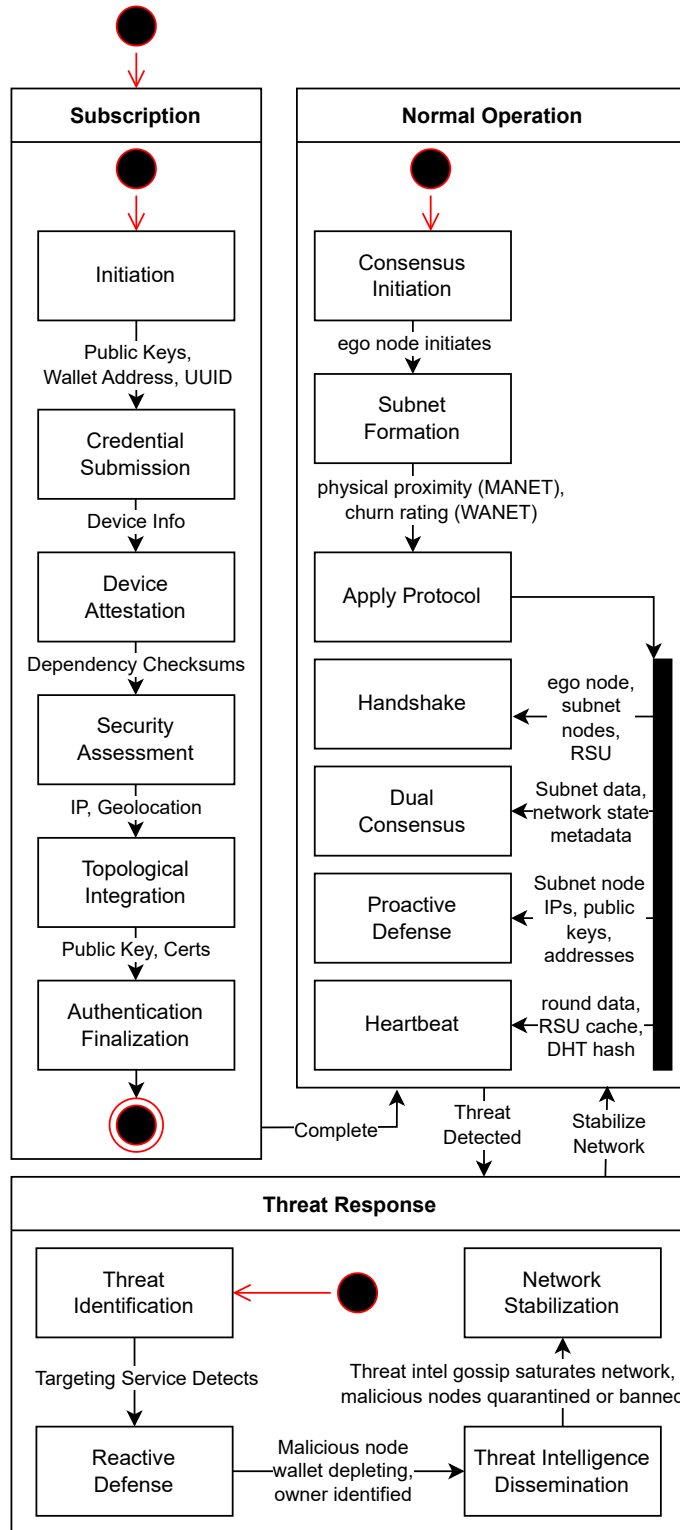 Subscription
Initiation
Public Keys,
Wallet Address, UUID
Credential
Submission
Device Info
Device
Attestation
Dependency Checksums
Security
Assessment
IP, Geolocation
Topological
Integration
Public Key, Certs
Authentication
Finalization
Complete
Normal Operation
Consensus
Initiation
ego node initiates
Subnet
Formation
physical proximity (MANET),
churn rating (WANET)
Apply Protocol
Handshake
ego node,
subnet
nodes,
RSU
Dual
Consensus
Subnet data,
network state
metadata
Proactive
Defense
Subnet node
IPs, public
keys,
addresses
Heartbeat
round data,
RSU cache,
DHT hash
Threat
Detected
Stabilize
Network
Threat Response
Threat
Identification
Targeting Service Detects
Reactive
Defense
Malicious node
wallet depleting,
owner identified
Threat Intelligence
Dissemination
Threat intel gossip saturates network,
malicious nodes quarantined or banned
Network
Stabilization